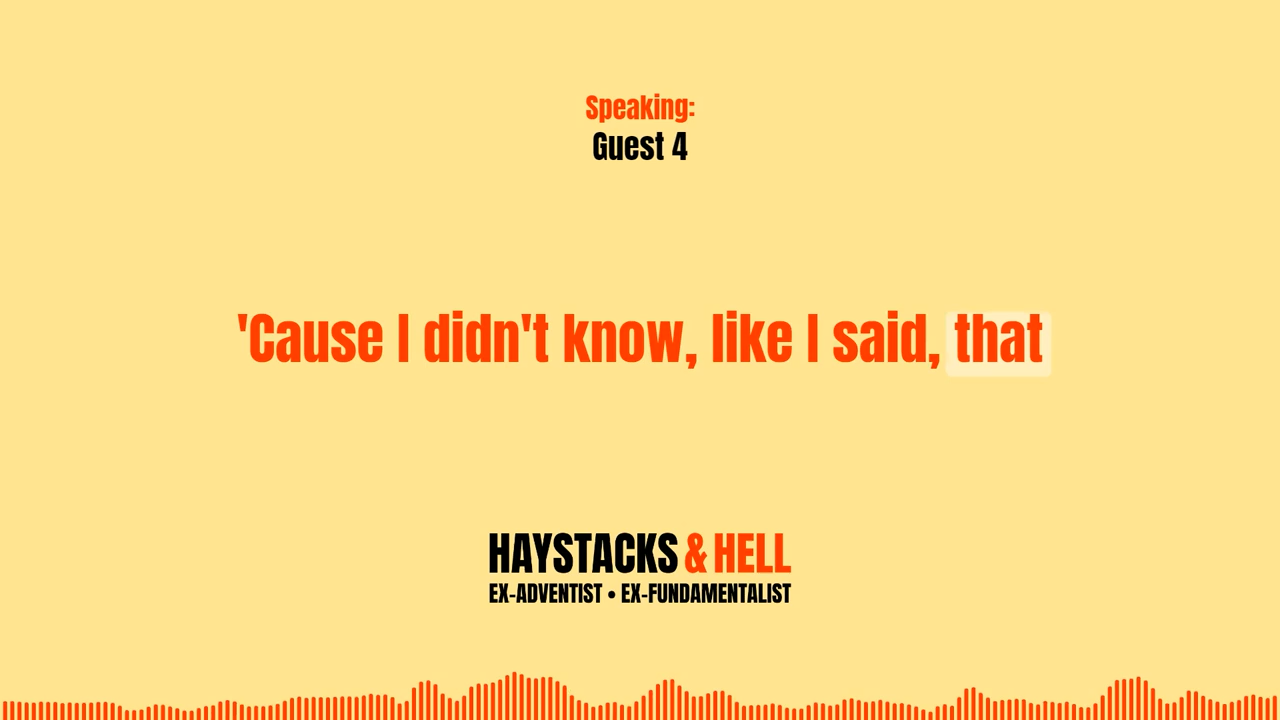 Speaking:
Guest 4
'Cause I didn't know, like I said, that
HAYSTACKS & HELL
EX-ADVENTIST • EX-FUNDAMENTALIST